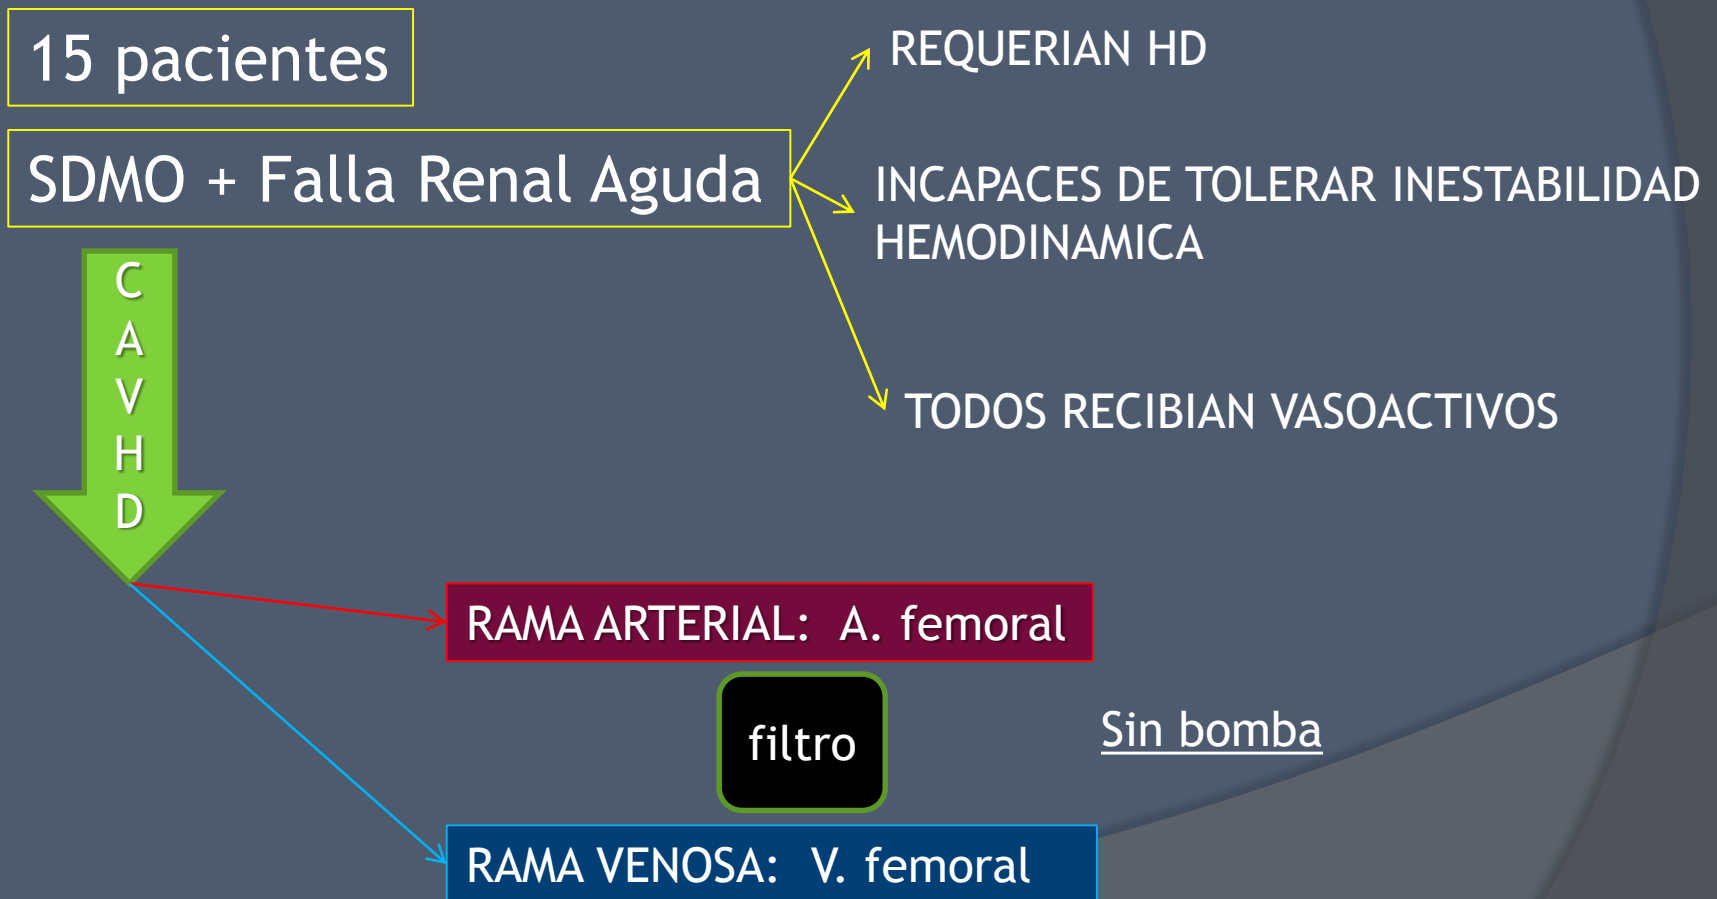 15 pacientes
REQUERIAN HD
SDMO + Falla Renal Aguda
INCAPACES DE TOLERAR INESTABILIDAD
HEMODINAMICA
TODOS RECIBIAN VASOACTIVOS
C
A
V
H
D
RAMA ARTERIAL: A. femoral
filtro
Sin bomba
RAMA VENOSA: V. femoral